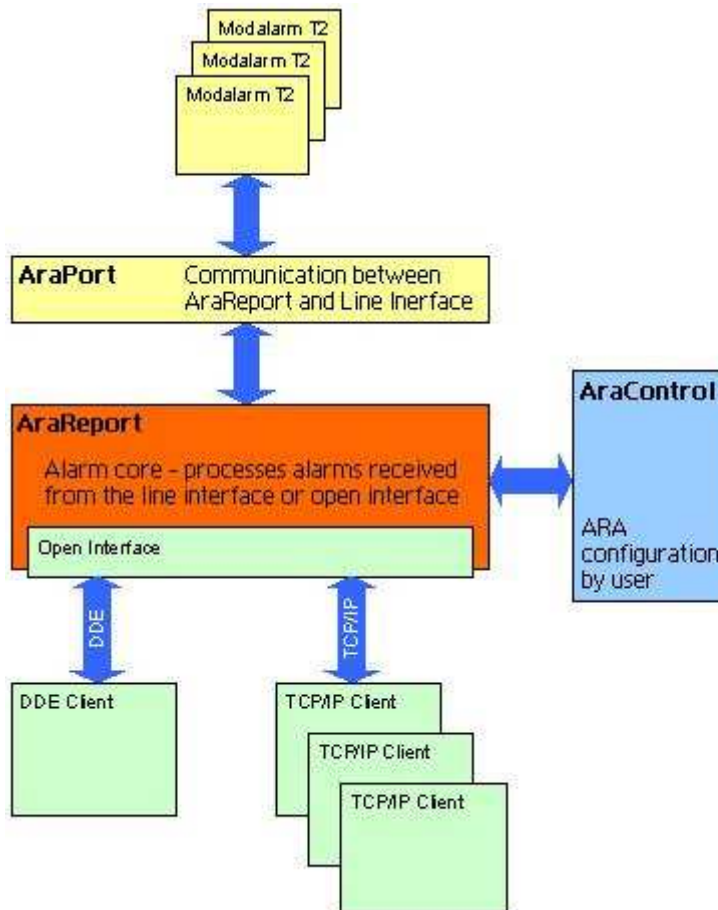 Modalarm T2
Modalarm T2
Modalarm T2
AraPort
Communication between
AraReport and Line Inerface
AraReport
Alarm core - processes alarms received
from the line interface or open interface
Open Interface
AraControl
ARA
configuration
by user
DDE
TCP/IP
DDE Client
TCP/IP Client
TCP/IP Client
TCP/IP Client